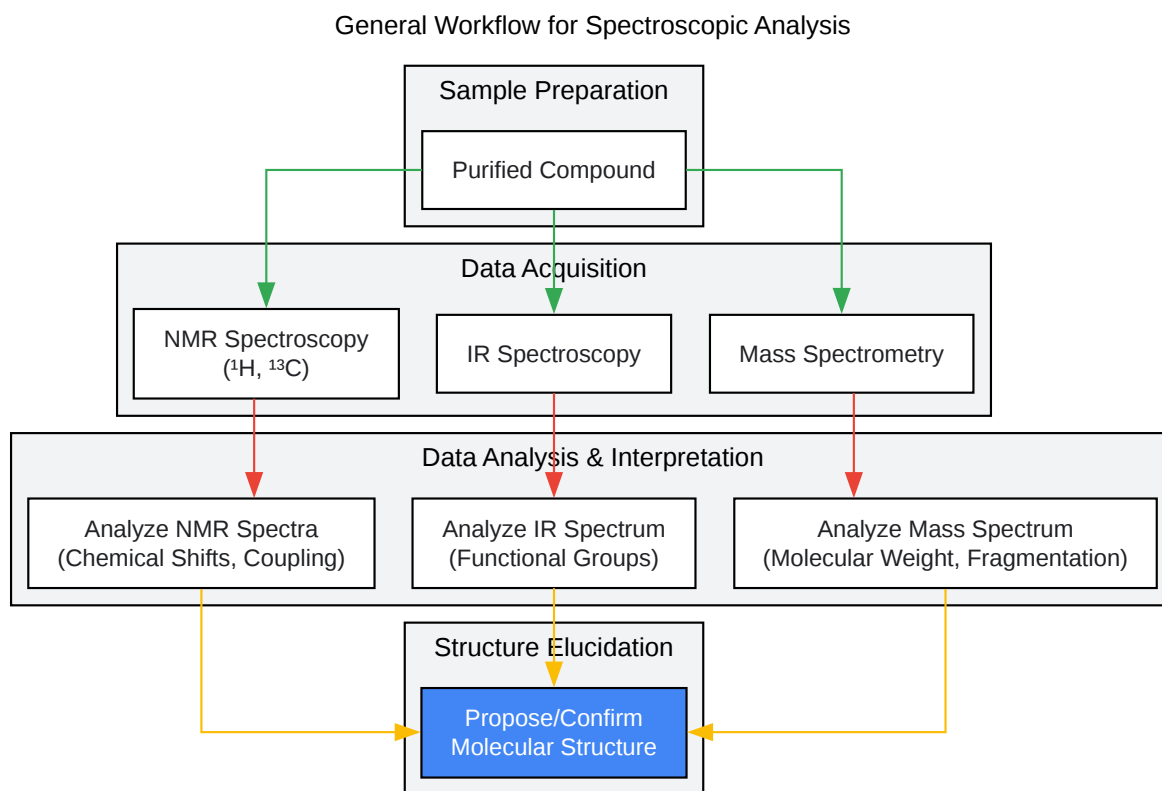 General Workflow for Spectroscopic Analysis
Sample Preparation
Purified Compound
Data Acquisition
NMR Spectroscopy
(¹H, ¹³C)
IR Spectroscopy
Mass Spectrometry
Data Analysis & Interpretation
Analyze NMR Spectra
(Chemical Shifts, Coupling)
Analyze IR Spectrum
(Functional Groups)
Analyze Mass Spectrum
(Molecular Weight, Fragmentation)
Structure Elucidation
Propose/Confirm
Molecular Structure